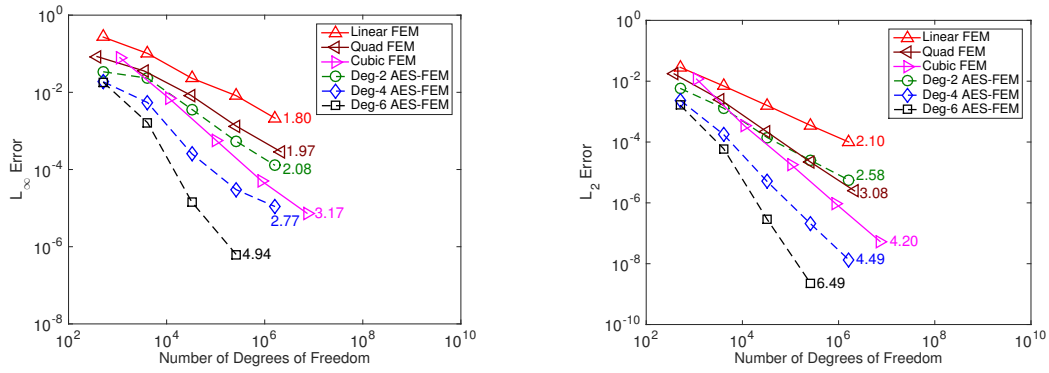 L∞ Error
10^0
10^-2
10^-4
10^-6
10^-8
10^2
10^4
10^6
10^8
10^10
Number of Degrees of Freedom
Linear FEM
Quad FEM
Cubic FEM
Deg-2 AES-FEM
Deg-4 AES-FEM
Deg-6 AES-FEM
1.80
1.97
2.08
3.17
2.77
4.94
L2 Error
10^0
10^-2
10^-4
10^-6
10^-8
10^-10
10^2
10^4
10^6
10^8
10^10
Number of Degrees of Freedom
Linear FEM
Quad FEM
Cubic FEM
Deg-2 AES-FEM
Deg-4 AES-FEM
Deg-6 AES-FEM
2.10
2.58
3.08
4.20
4.49
6.49